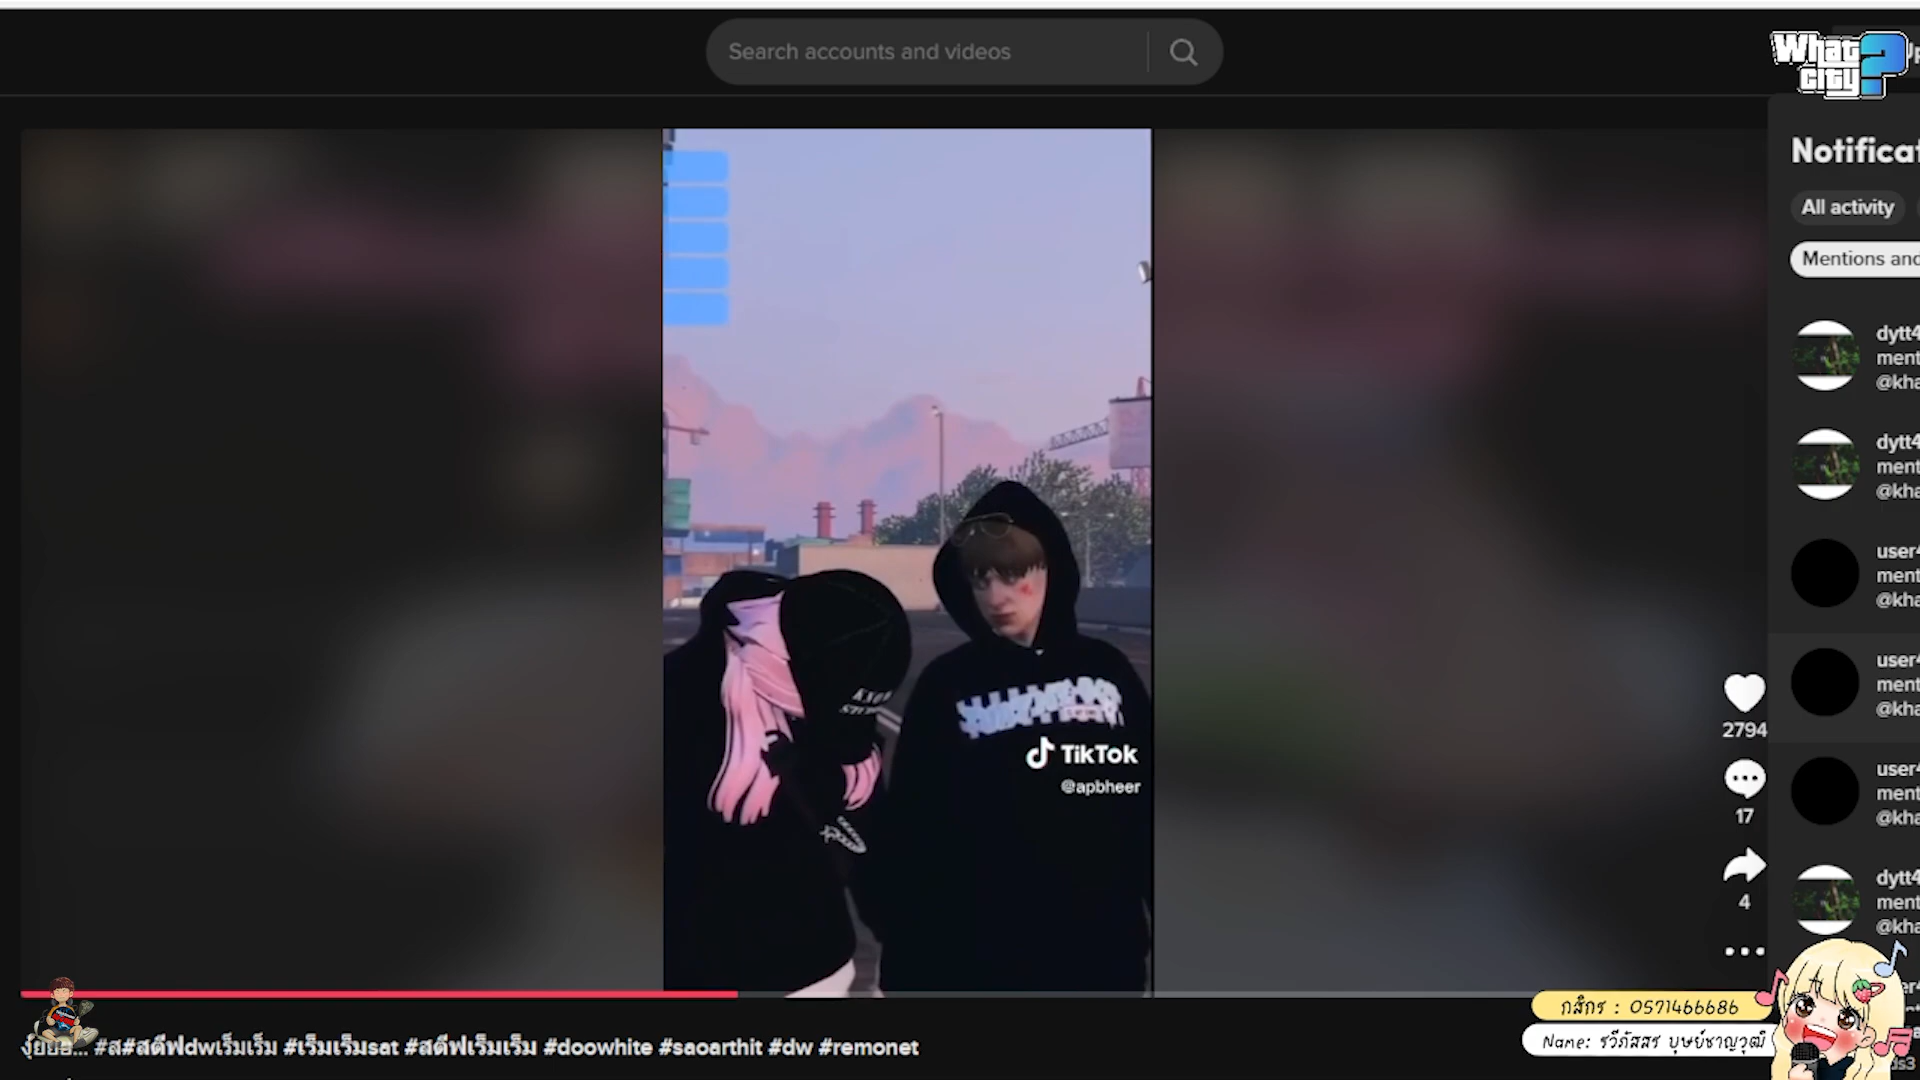 Search accounts and videos
What
city?
Notificat
All activity
Mentions and
dytt4
ment
@kha
dytt4
ment
@kha
user4
ment
@kha
user4
ment
@kha
user4
ment
@kha
dytt4
ment
@kha
KNOW
TikTok
@apbheer
2794
17
4
กสิกร : 0571466686
Name: รวีภัสสร บุษย์ชาญวุฒิ
#ส#สตีฟdwเร็มเร็ม #เร็มเร็มsat #สตีฟเร็มเร็ม #doowhite #saoarthit #dw #remonet